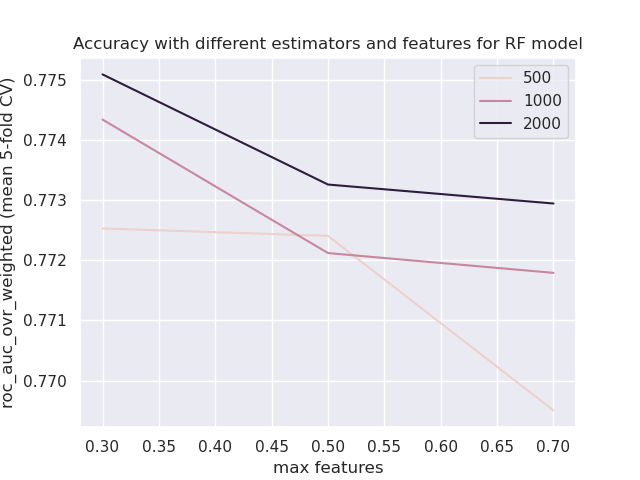 Accuracy with different estimators and features for RF model
roc_auc_ovr_weighted (mean 5-fold CV)
0.775
0.774
0.773
0.772
0.771
0.770
500
1000
2000
0.30 0.35 0.40 0.45 0.50 0.55 0.60 0.65 0.70
max features